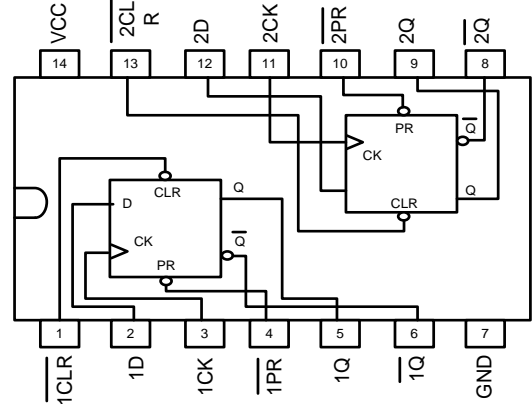 VCC
2CLR
2D
2CK
2PR
2Q
2Q
14
13
12
11
10
9
8
PR
Q
CK
Q
CLR
CLR
Q
D
Q
CK
PR
1
2
3
4
5
6
7
1CLR
1D
1CK
1PR
1Q
1Q
GND